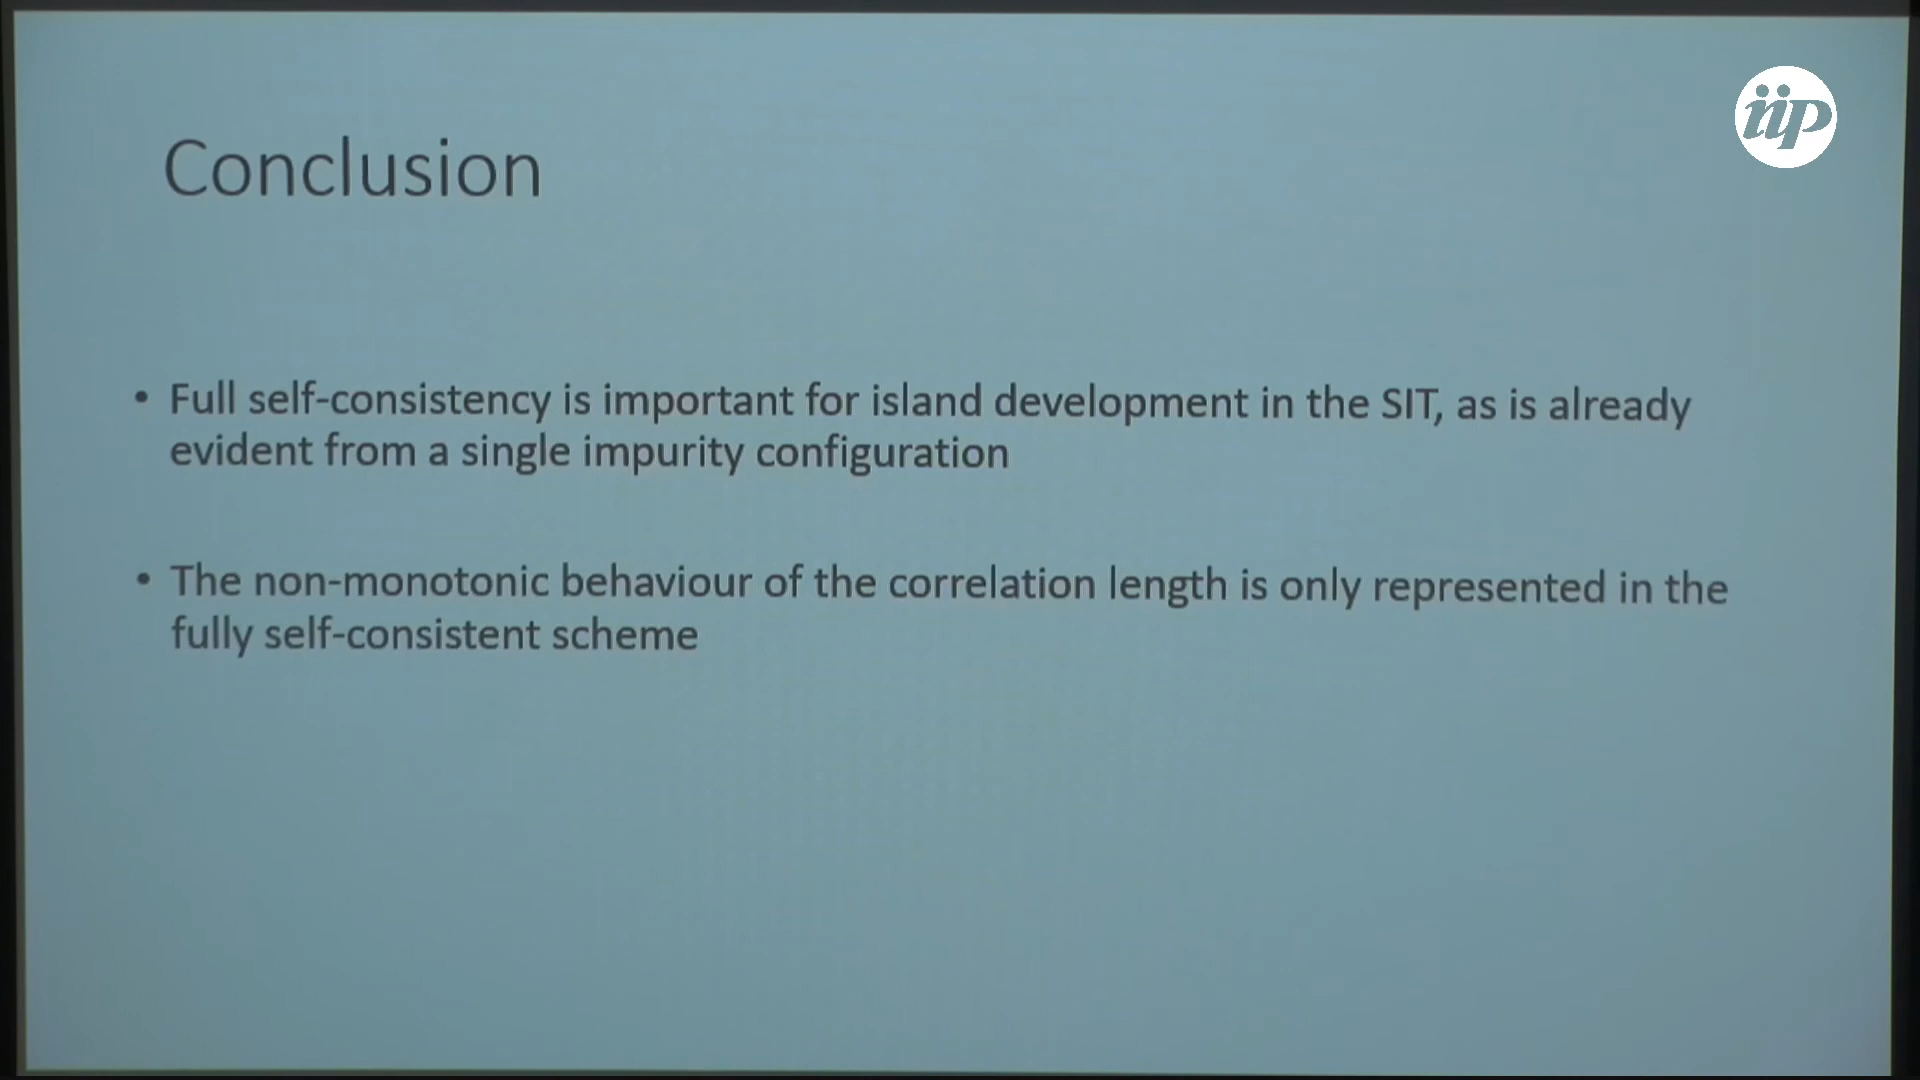 iip
Conclusion
• Full self-consistency is important for island development in the SIT, as is already
evident from a single impurity configuration
• The non-monotonic behaviour of the correlation length is only represented in the
fully self-consistent scheme